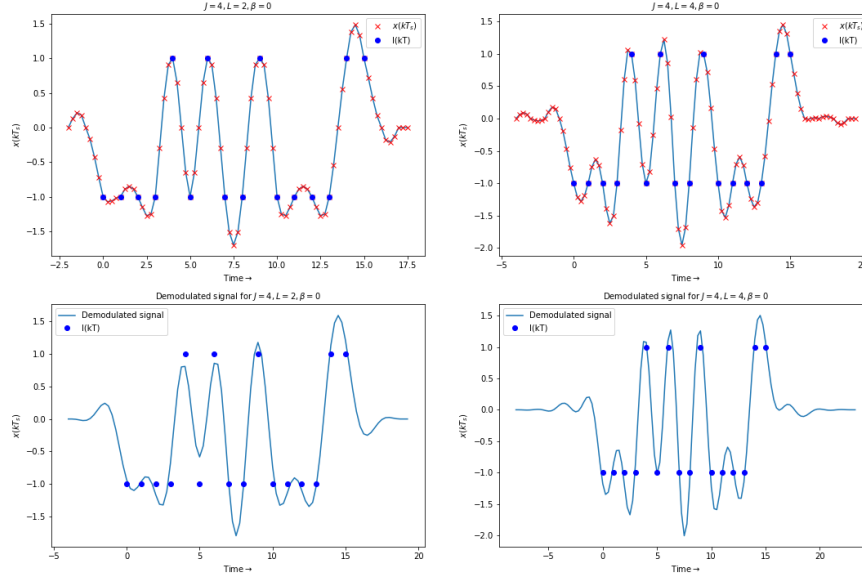 J = 4, L = 2, β = 0
x(kTₛ)
I(kT)
1.5
1.0
0.5
0.0
−0.5
−1.0
−1.5
x(kTₛ)
−2.5 0.0 2.5 5.0 7.5 10.0 12.5 15.0 17.5
Time→
J = 4, L = 4, β = 0
x(kTₛ)
I(kT)
1.5
1.0
0.5
0.0
−0.5
−1.0
−1.5
−2.0
x(kTₛ)
−5 0 5 10 15 20
Time→
Demodulated signal for J = 4, L = 2, β = 0
Demodulated signal
I(kT)
1.5
1.0
0.5
0.0
−0.5
−1.0
−1.5
x(kTₛ)
−5 0 5 10 15 20
Time→
Demodulated signal for J = 4, L = 4, β = 0
Demodulated signal
I(kT)
1.5
1.0
0.5
0.0
−0.5
−1.0
−1.5
−2.0
x(kTₛ)
−5 0 5 10 15 20
Time→